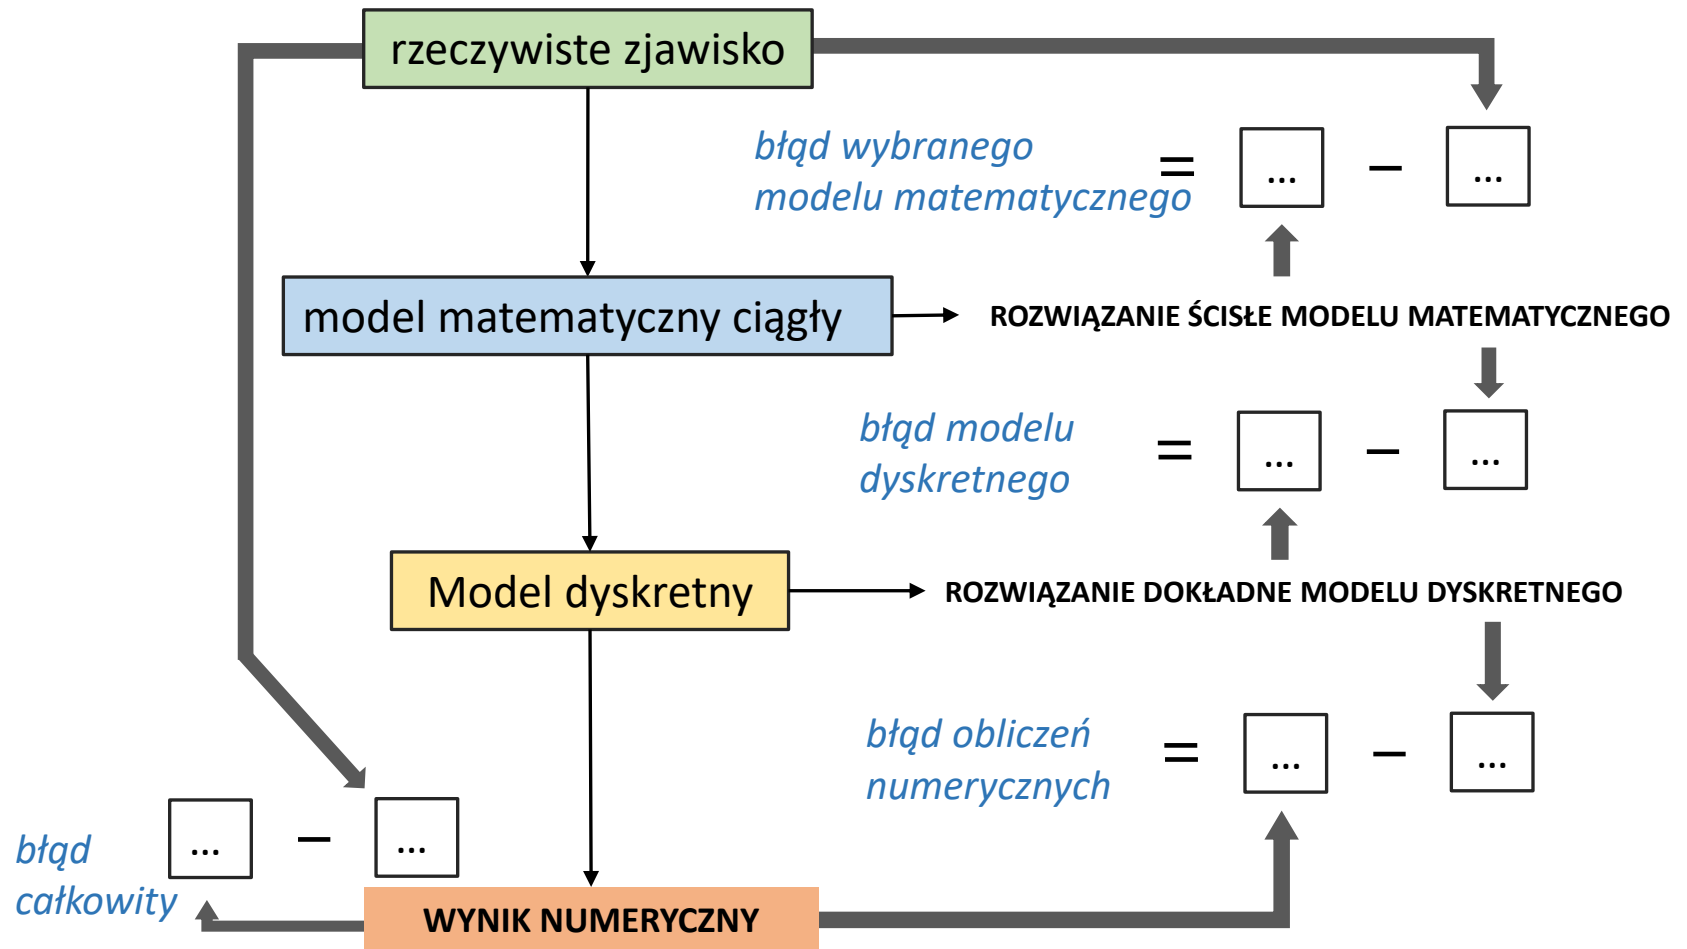 rzeczywiste zjawisko
błąd wybranego
modelu matematycznego
= ... – ...
model matematyczny ciągły
ROZWIĄZANIE ŚCISŁE MODELU MATEMATYCZNEGO
błąd modelu
dyskretnego
= ... – ...
Model dyskretny
ROZWIĄZANIE DOKŁADNE MODELU DYSKRETNEGO
błąd obliczeń
numerycznych
= ... – ...
błąd
całkowity
... – ...
WYNIK NUMERYCZNY